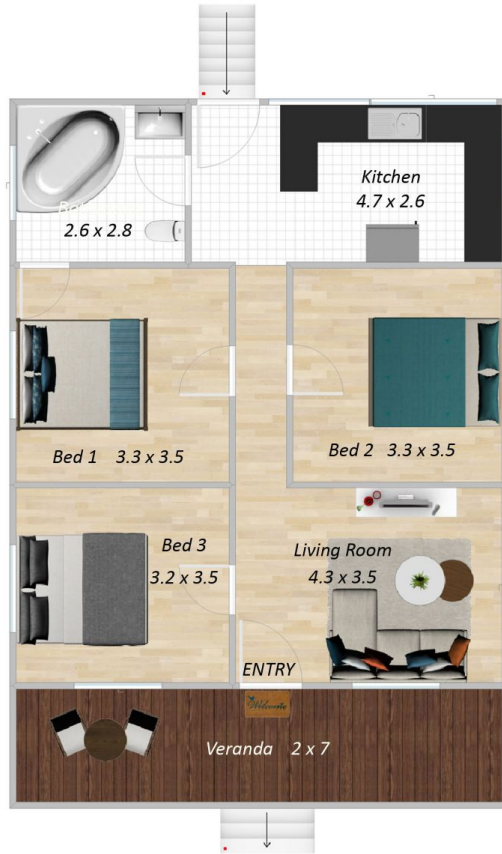 Kitchen
4.7 x 2.6
2.6 x 2.8
Bed 1 3.3 x 3.5
Bed 2 3.3 x 3.5
Bed 3
3.2 x 3.5
Living Room
4.3 x 3.5
ENTRY
Welcome
Veranda 2 x 7